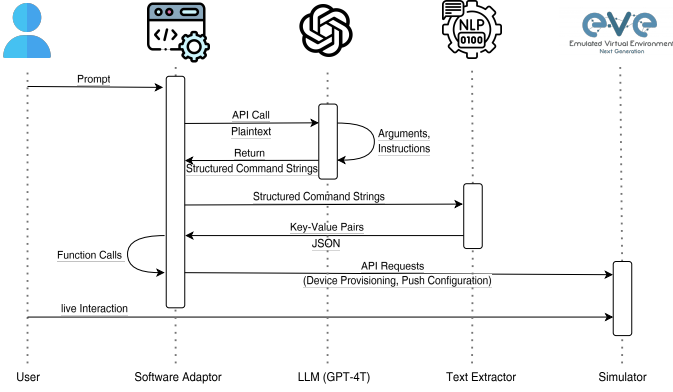 NLP
0100
</>
eve
Emulated Virtual Environment
Next Generation
Prompt
API Call
Plaintext
Arguments,
Instructions
Return
Structured Command Strings
Structured Command Strings
Key-Value Pairs
JSON
Function Calls
API Requests
(Device Provisioning, Push Configuration)
live Interaction
User
Software Adaptor
LLM (GPT-4T)
Text Extractor
Simulator